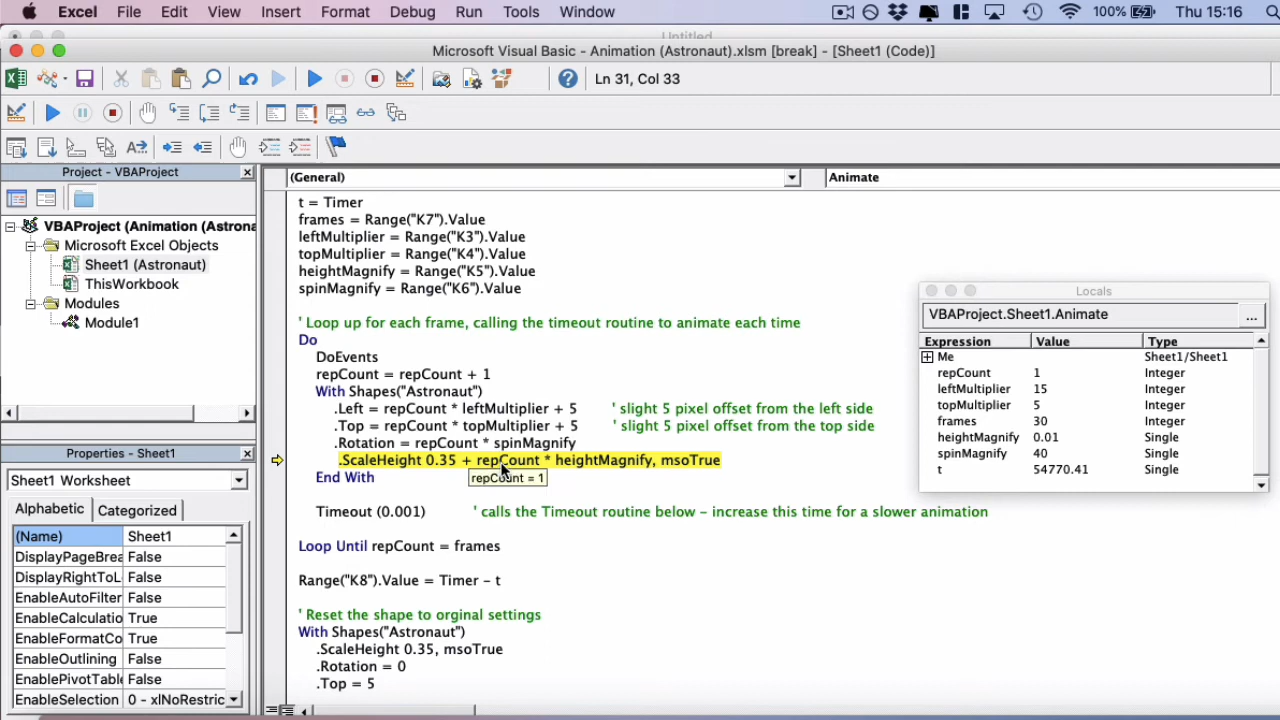 Excel File Edit View Insert Format Debug Run Tools Window 100% Thu 15:16
Untitled
Microsoft Visual Basic - Animation (Astronaut).xlsm [break] - [Sheet1 (Code)]
Ln 31, Col 33
Project - VBAProject
VBAProject (Animation (Astrona
Microsoft Excel Objects
Sheet1 (Astronaut)
ThisWorkbook
Modules
Module1
Properties - Sheet1
Sheet1 Worksheet
Alphabetic Categorized
(Name) Sheet1
DisplayPageBrea False
DisplayRightToL False
EnableAutoFilter False
EnableCalculatio True
EnableFormatCo True
EnableOutlining False
EnablePivotTable False
EnableSelection 0 - xlNoRestric
(General) Animate
t = Timer
frames = Range("K7").Value
leftMultiplier = Range("K3").Value
topMultiplier = Range("K4").Value
heightMagnify = Range("K5").Value
spinMagnify = Range("K6").Value
' Loop up for each frame, calling the timeout routine to animate each time
Do
DoEvents
repCount = repCount + 1
With Shapes("Astronaut")
.Left = repCount * leftMultiplier + 5 ' slight 5 pixel offset from the left side
.Top = repCount * topMultiplier + 5 ' slight 5 pixel offset from the top side
.Rotation = repCount * spinMagnify
.ScaleHeight 0.35 + repCount * heightMagnify, msoTrue
End With
repCount = 1
Timeout (0.001) ' calls the Timeout routine below - increase this time for a slower animation
Loop Until repCount = frames
Range("K8").Value = Timer - t
' Reset the shape to orginal settings
With Shapes("Astronaut")
.ScaleHeight 0.35, msoTrue
.Rotation = 0
.Top = 5
Locals
VBAProject.Sheet1.Animate ...
Expression Value Type
Me Sheet1/Sheet1
repCount 1 Integer
leftMultiplier 15 Integer
topMultiplier 5 Integer
frames 30 Integer
heightMagnify 0.01 Single
spinMagnify 40 Single
t 54770.41 Single